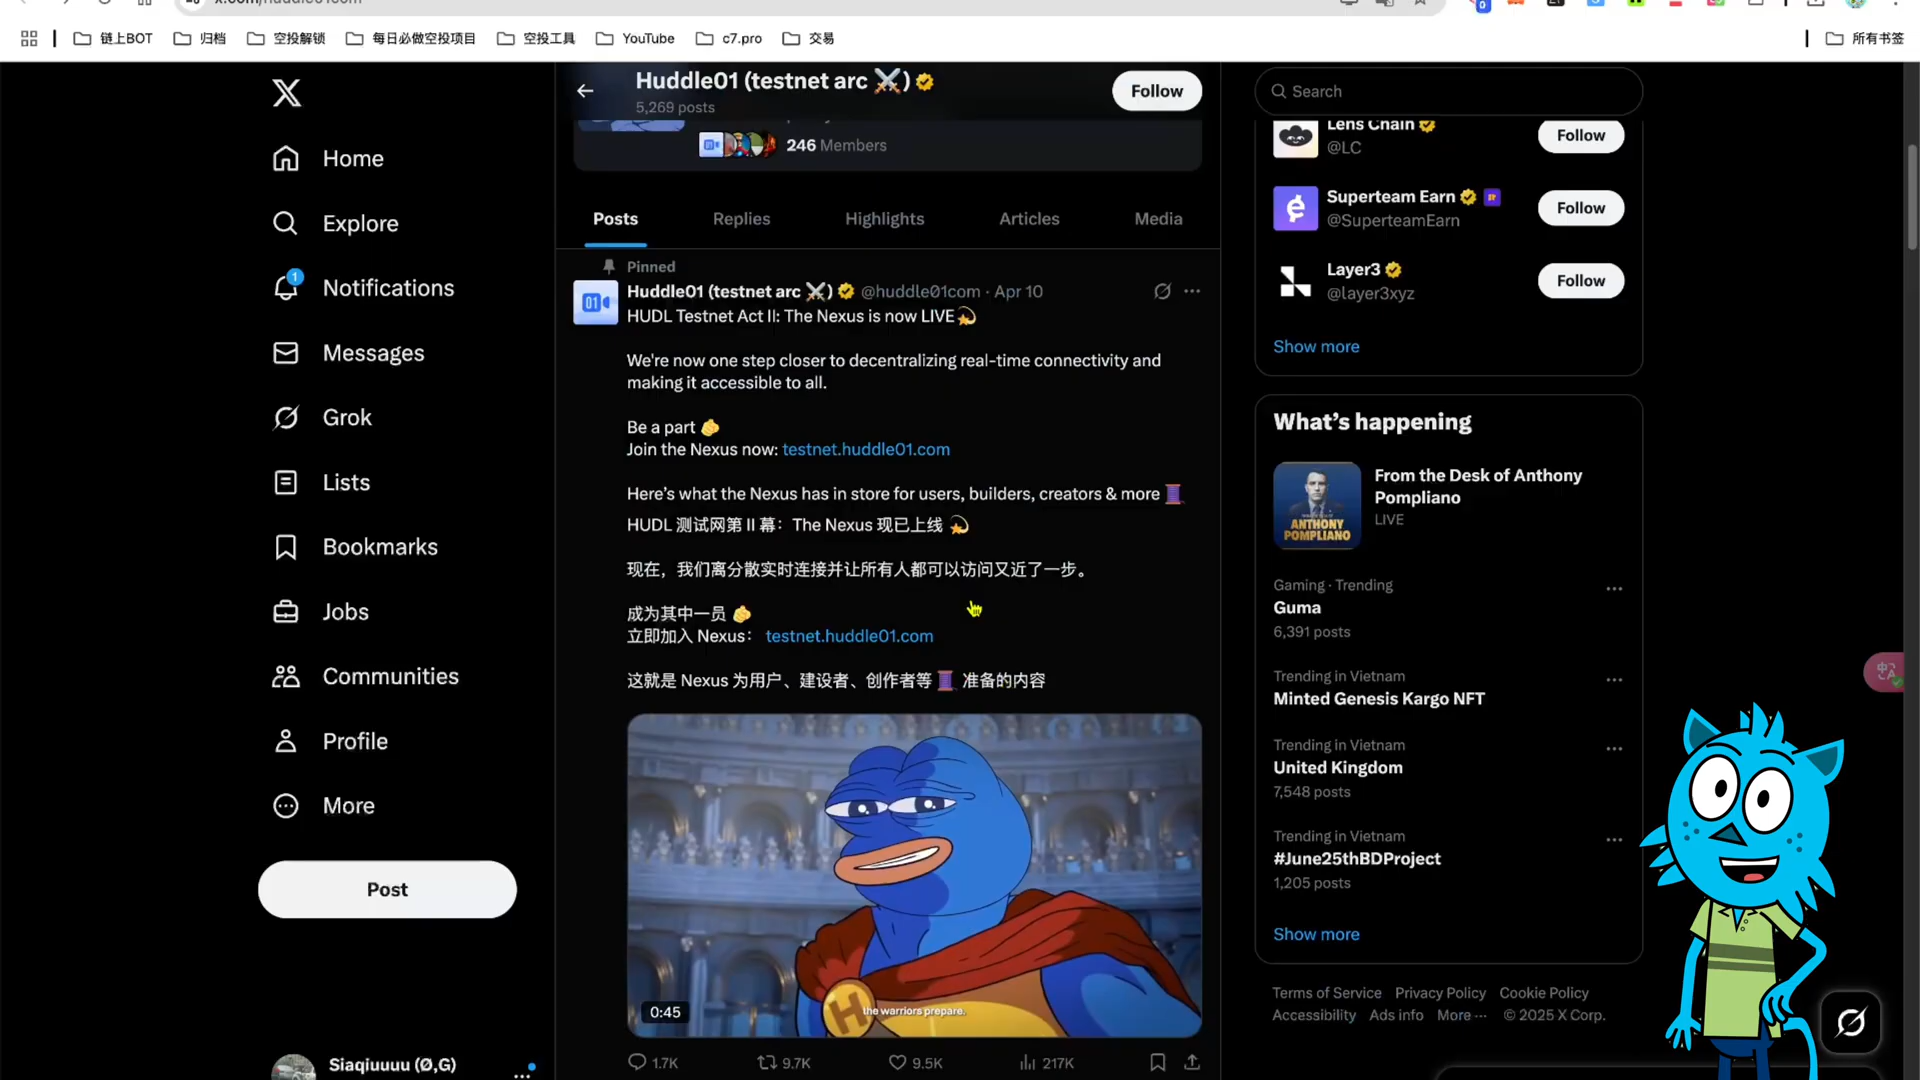 链上BOT
归档
空投解锁
每日必做空投项目
空投工具
YouTube
c7.pro
交易
所有书签
Home
Explore
1
Notifications
Messages
Grok
Lists
Bookmarks
Jobs
Communities
Profile
More
Post
Siaqiuuuu (Ø,G)
Huddle01 (testnet arc ⚔️)
5,269 posts
Follow
246 Members
Posts
Replies
Highlights
Articles
Media
Pinned
Huddle01 (testnet arc ⚔️) @huddle01com · Apr 10
HUDL Testnet Act II: The Nexus is now LIVE💫
We're now one step closer to decentralizing real-time connectivity and
making it accessible to all.
Be a part 🫵
Join the Nexus now: testnet.huddle01.com
Here's what the Nexus has in store for users, builders, creators & more 🧵
HUDL 测试网第 II 幕：The Nexus 现已上线 💫
现在，我们离分散实时连接并让所有人都可以访问又近了一步。
成为其中一员 🫵
立即加入 Nexus： testnet.huddle01.com
这就是 Nexus 为用户、建设者、创作者等 🧵 准备的内容
01
H
the warriors prepare.
0:45
1.7K
9.7K
9.5K
217K
Search
Lens Chain
@LC
Follow
Superteam Earn
@SuperteamEarn
Follow
Layer3
@layer3xyz
Follow
Show more
What's happening
ANTHONY
POMPLIANO
From the Desk of Anthony
Pompliano
LIVE
Gaming · Trending
Guma
6,391 posts
Trending in Vietnam
Minted Genesis Kargo NFT
Trending in Vietnam
United Kingdom
7,548 posts
Trending in Vietnam
#June25thBDProject
1,205 posts
Show more
Terms of Service Privacy Policy Cookie Policy
Accessibility Ads info More ··· © 2025 X Corp.